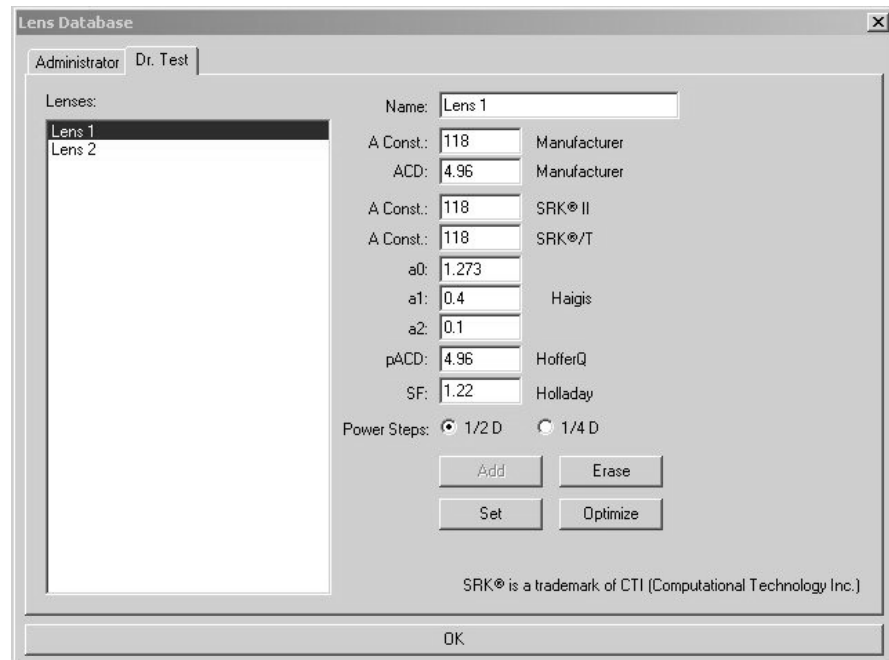 Lens Database
Administrator Dr. Test
Lenses:
Lens 1
Lens 2
Name: Lens 1
A Const.: 118 Manufacturer
ACD: 4.96 Manufacturer
A Const.: 118 SRK® II
A Const.: 118 SRK®/T
a0: 1.273
a1: 0.4 Haigis
a2: 0.1
pACD: 4.96 HofferQ
SF: 1.22 Holladay
Power Steps: 1/2 D 1/4 D
Add Erase
Set Optimize
SRK® is a trademark of CTI (Computational Technology Inc.)
OK